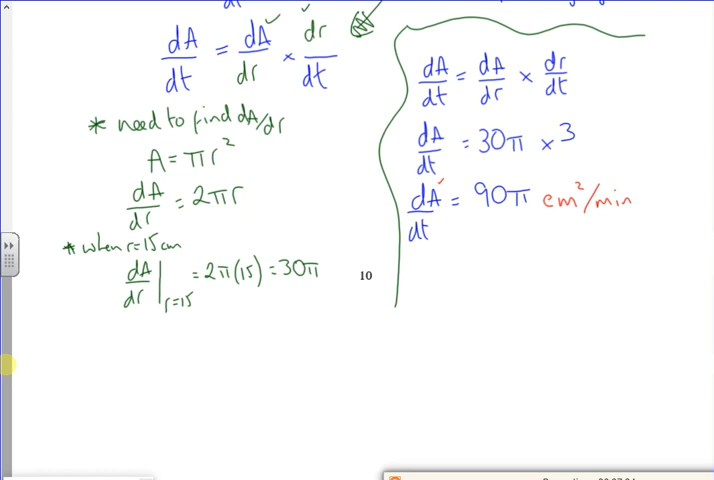 dA/dt = dA/dr × dr/dt
* need to find dA/dr
A = πr²
dA/dr = 2πr
* when r=15cm
dA/dr | r=15 = 2π(15) = 30π
10
dA/dt = dA/dr × dr/dt
dA/dt = 30π × 3
dA/dt = 90π cm²/min